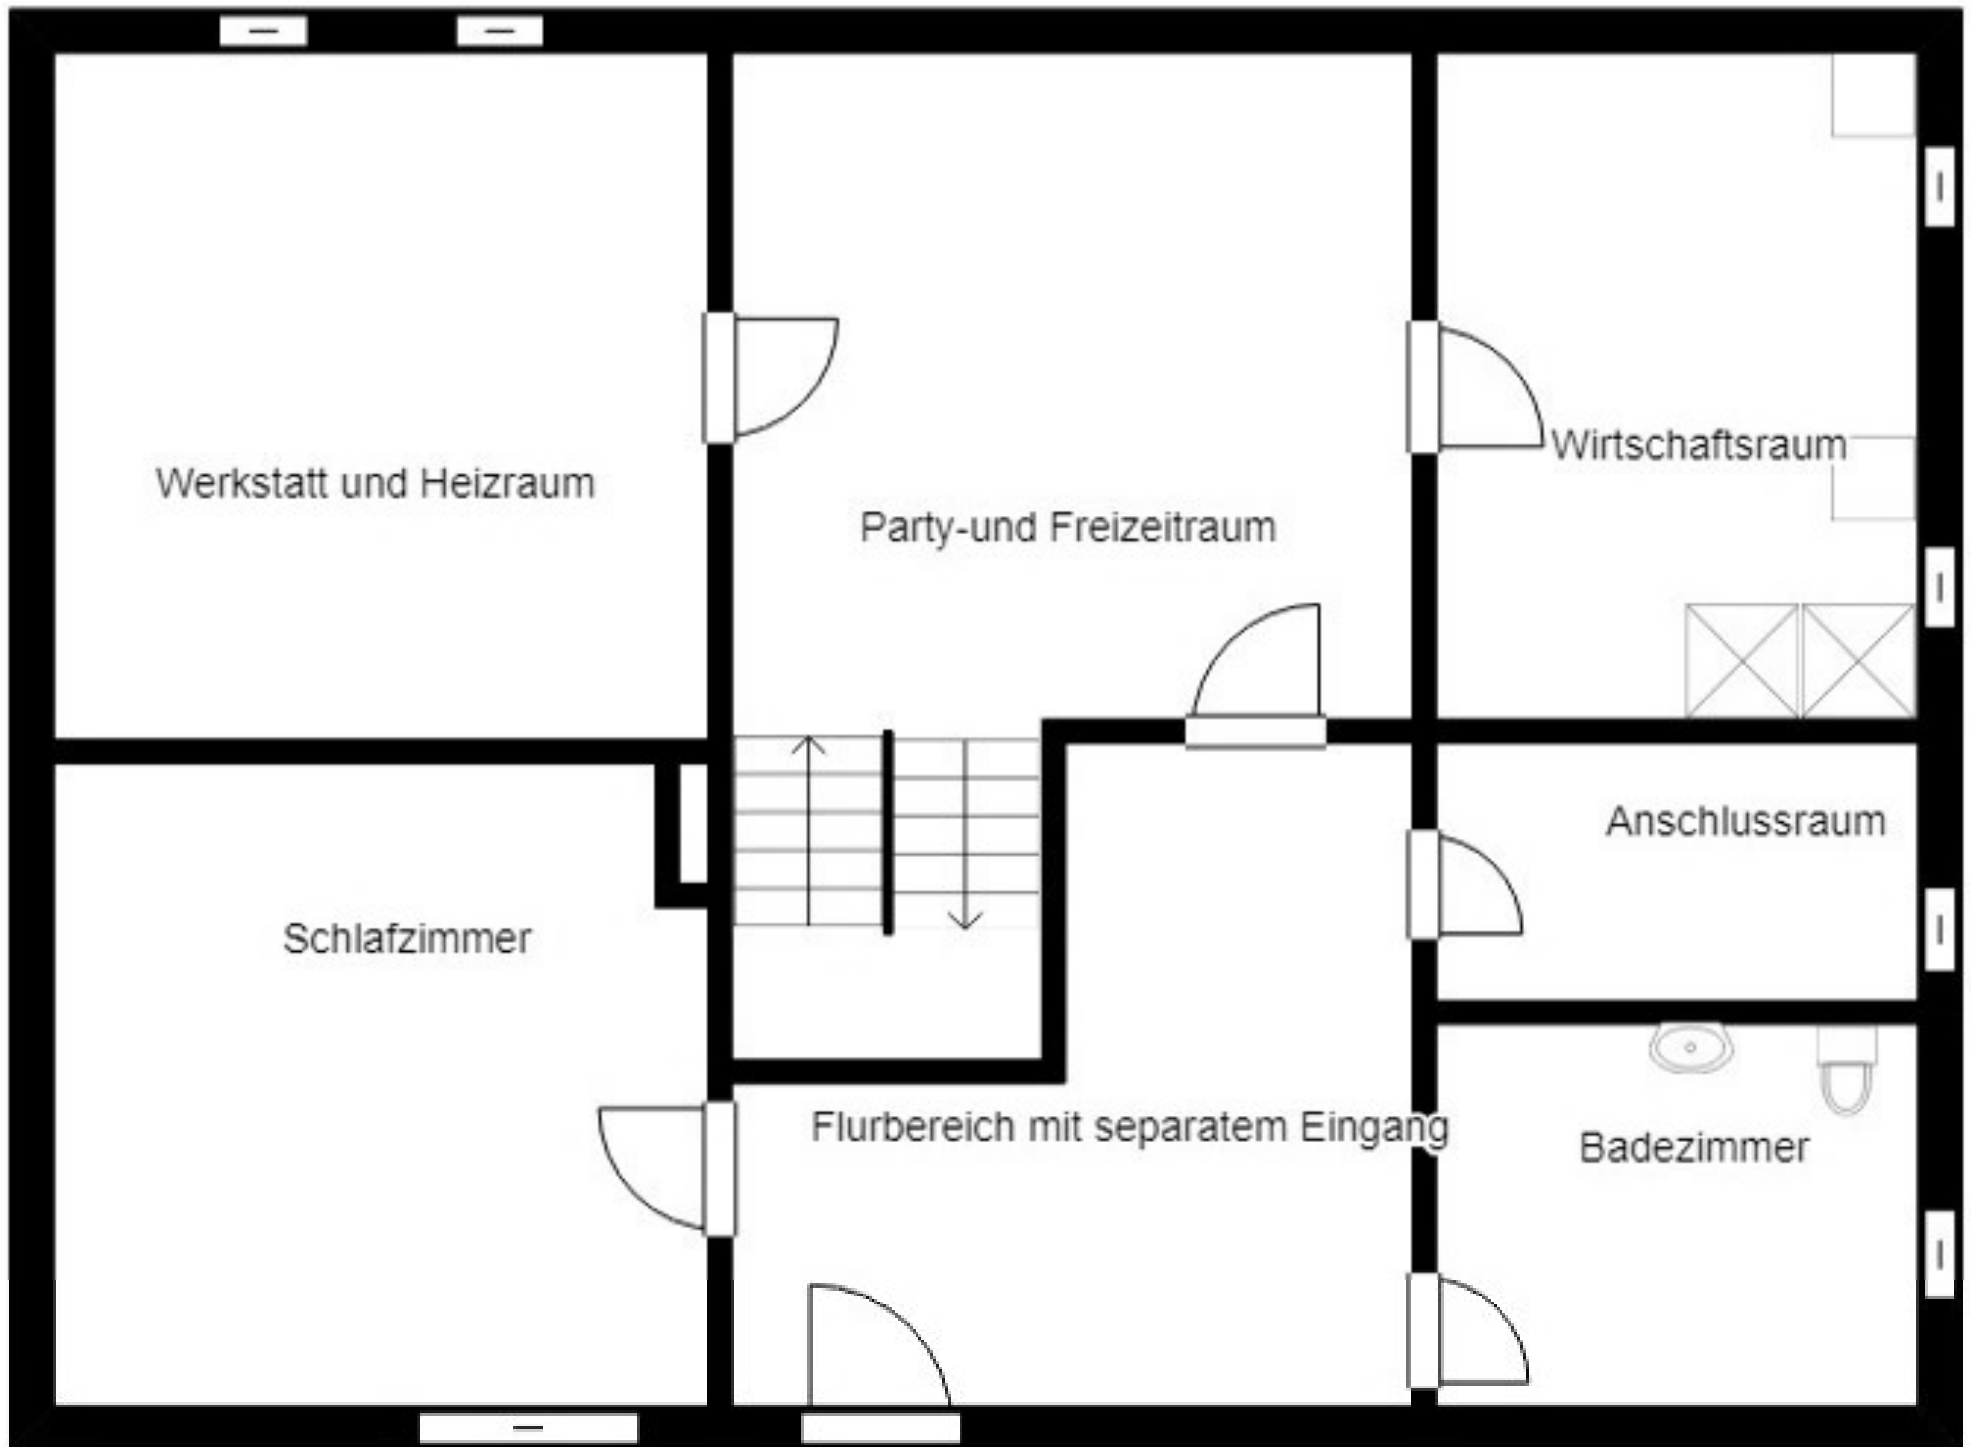 Wirtschaftsraum
Werkstatt und Heizraum
Party-und Freizeitraum
Anschlussraum
Schlafzimmer
Flurbereich mit separatem Eingang
Badezimmer